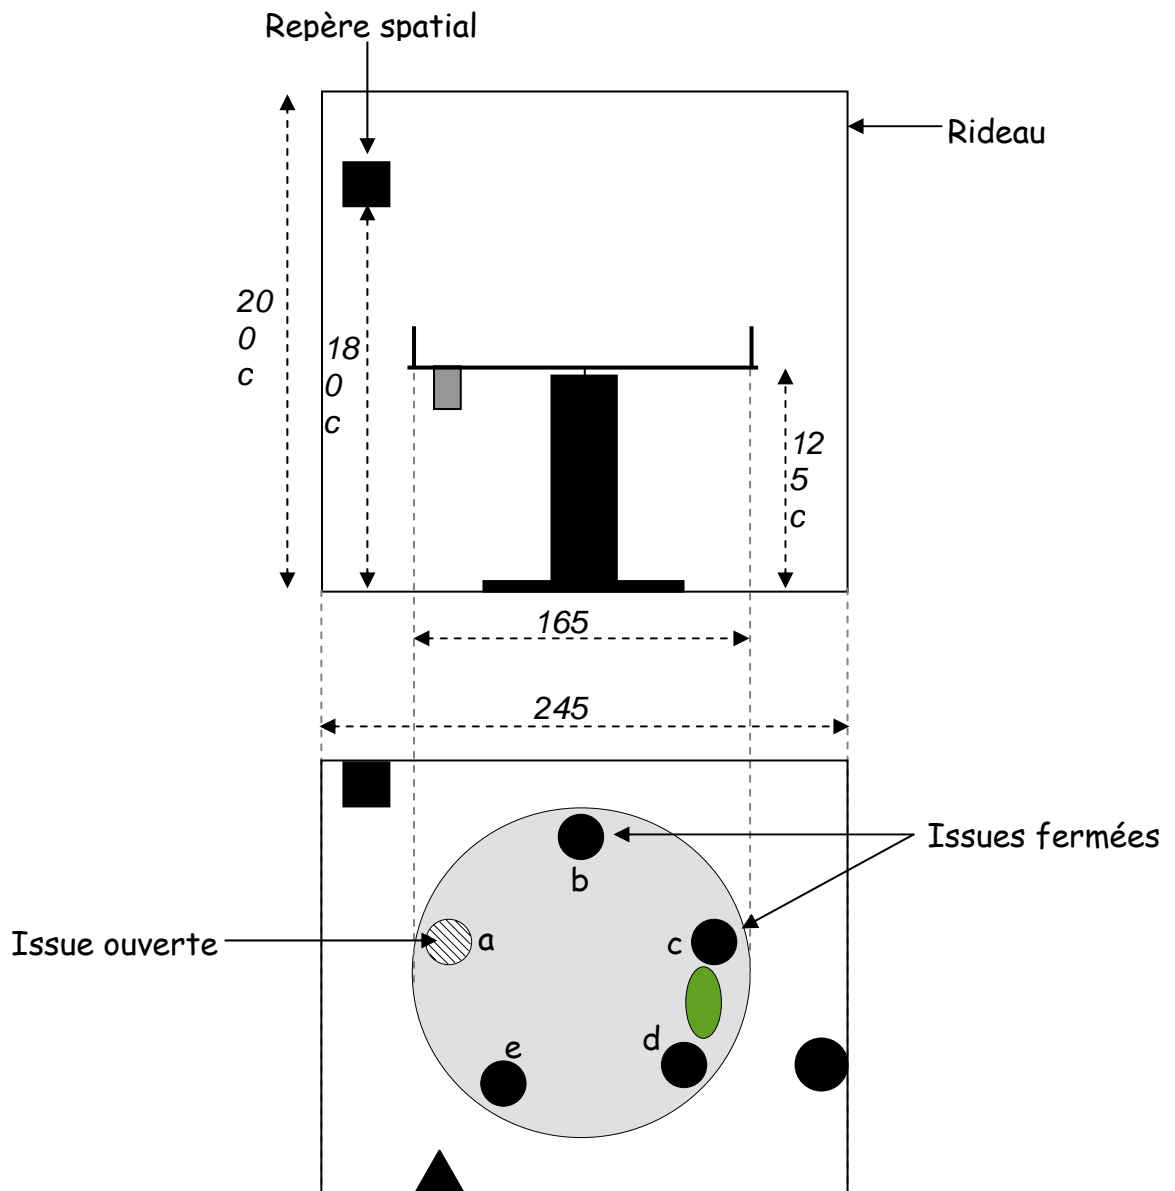 Repère spatial
Rideau
20
0
c
18
0
c
12
5
c
165
245
Issues fermées
b
Issue ouverte
a
c
d
e